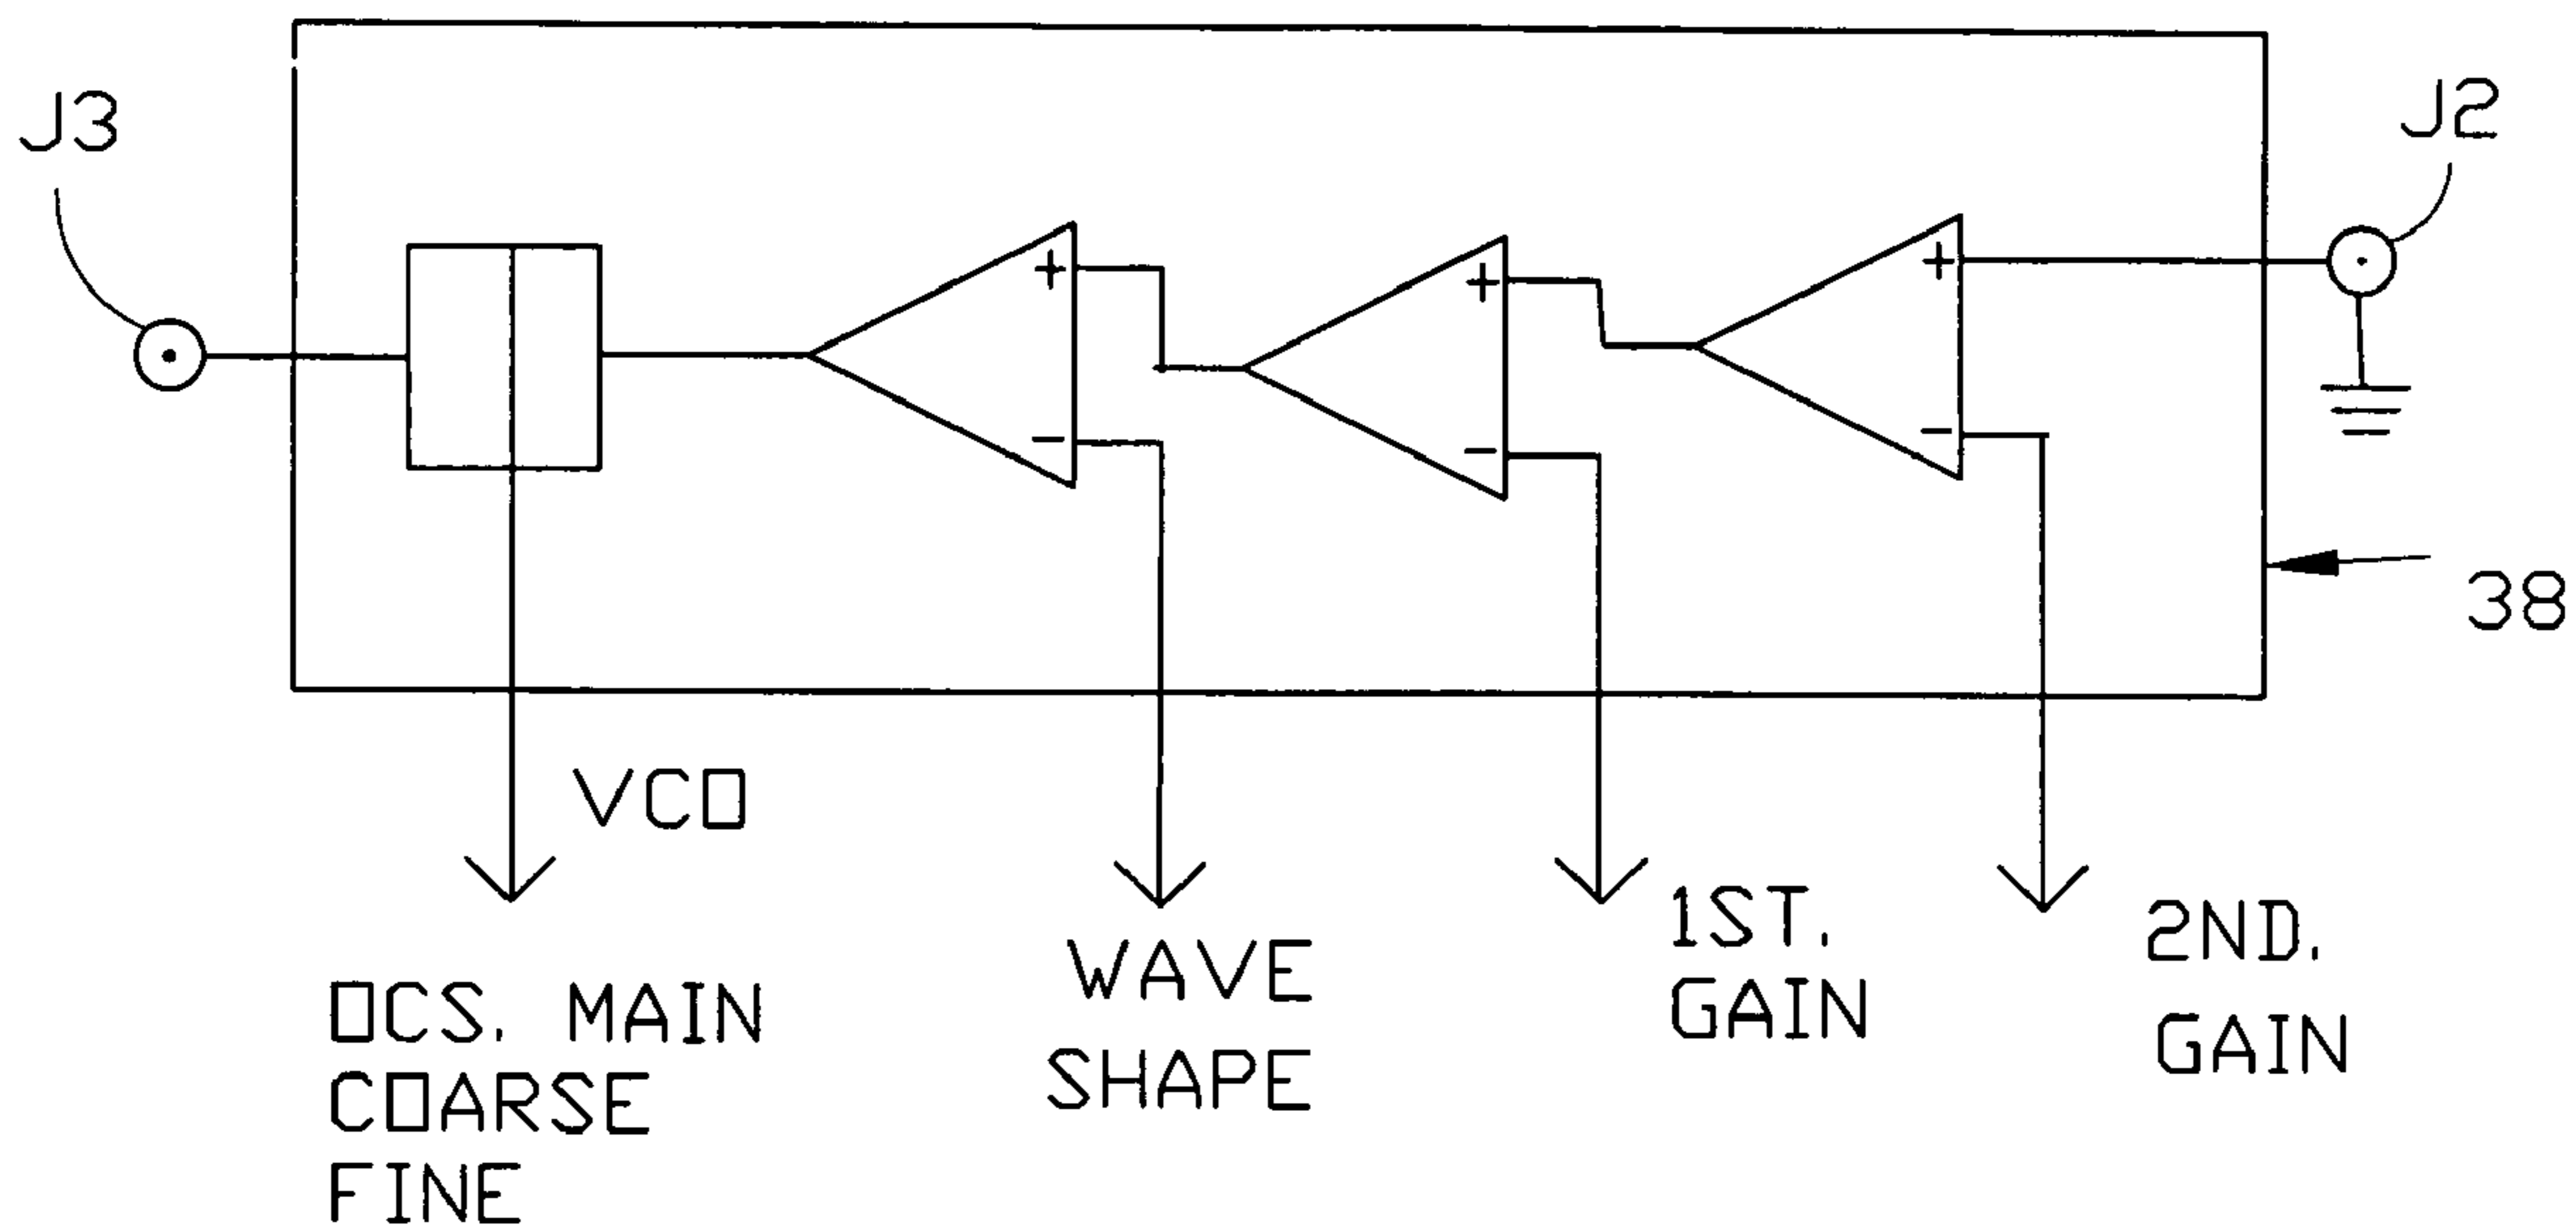 J3
J2
38
VCO
OCS. MAIN
COARSE
FINE
WAVE
SHAPE
1ST.
GAIN
2ND.
GAIN